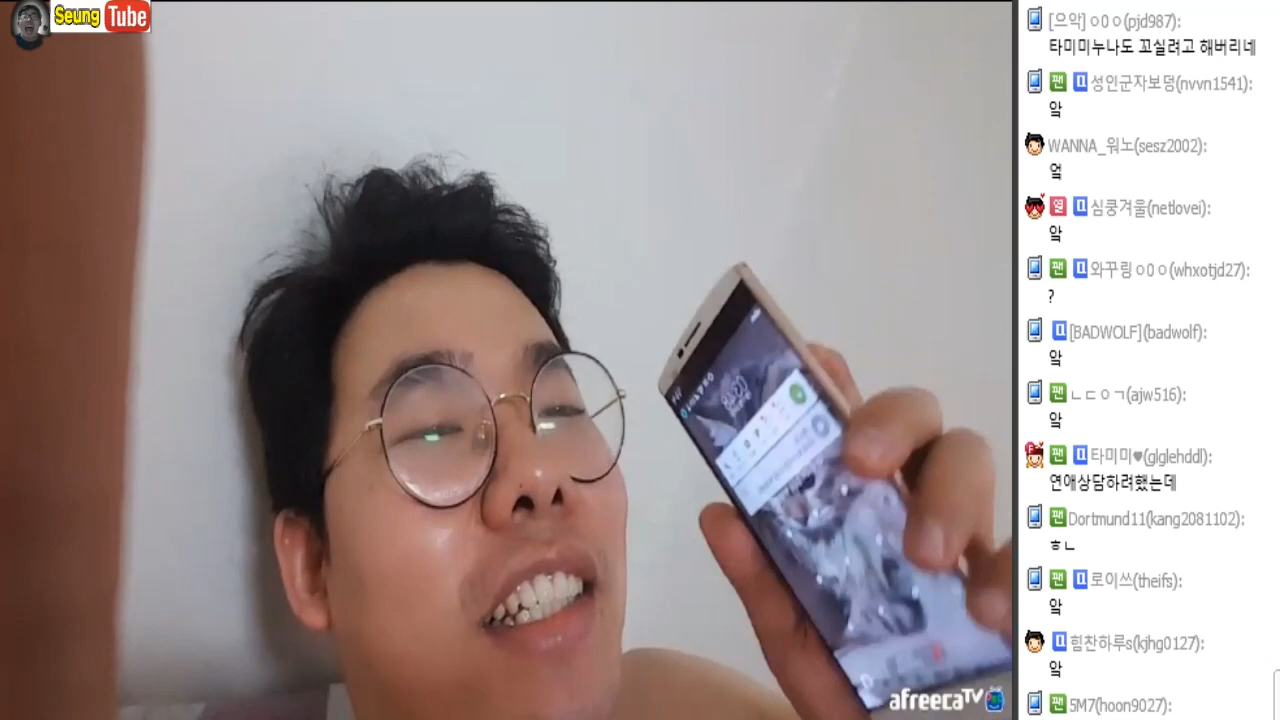 Seung Tube
[으악]ㅇ0ㅇ(pjd987):
타미미누나도 꼬실려고 해버리네
팬 성인군자보덩(nvvn1541):
앜
WANNA_워노(sesz2002):
엌
열 심쿵겨울(netlovei):
앜
팬 와꾸링ㅇ0ㅇ(whxotjd27):
?
[BADWOLF](badwolf):
앜
팬 ㄴㄷㅇㄱ(ajw516):
앜
팬 타미미♥(glglehddl):
연애상담하려했는데
팬 Dortmund11(kang2081102):
ㅎㄴ
팬 로이쓰(theifs):
앜
힘찬하루s(kjhg0127):
앜
팬 5M7(hoon9027):
afreecaTV